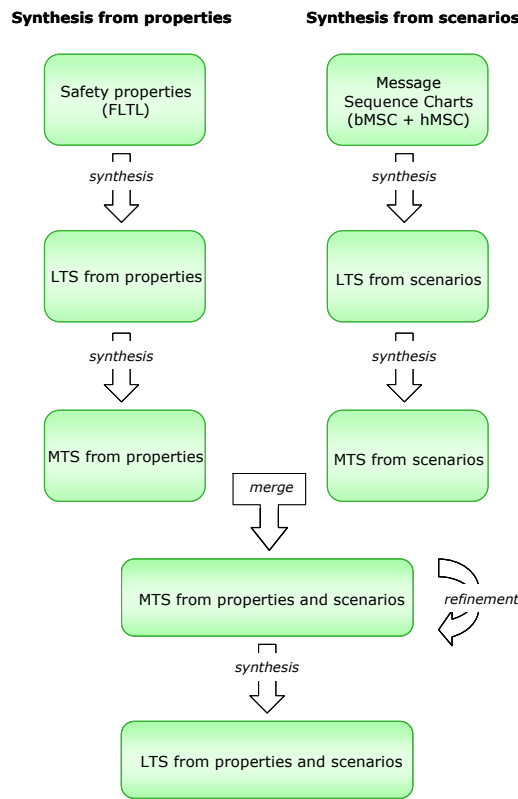 Synthesis from properties
Synthesis from scenarios
Safety properties
(FLTL)
Message
Sequence Charts
(bMSC + hMSC)
synthesis
synthesis
LTS from properties
LTS from scenarios
synthesis
synthesis
MTS from properties
MTS from scenarios
merge
MTS from properties and scenarios
refinement
synthesis
LTS from properties and scenarios